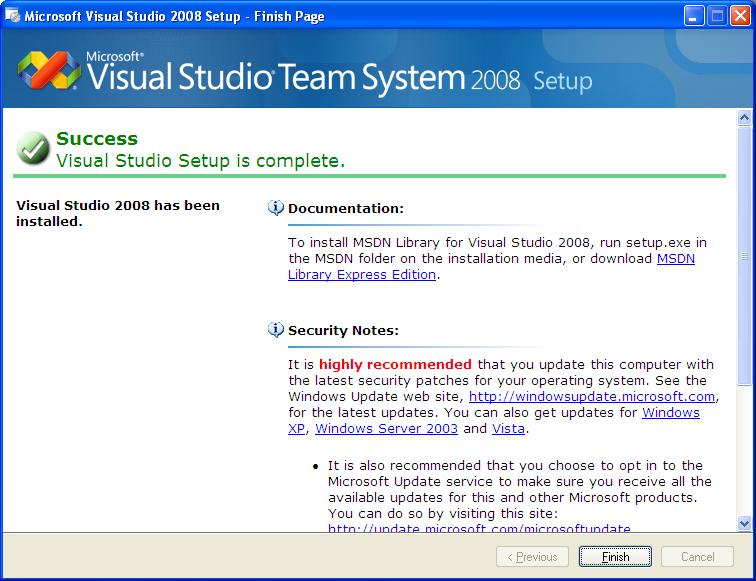 Microsoft Visual Studio 2008 Setup - Finish Page
Microsoft®
Visual Studio® Team System 2008 Setup
Success
Visual Studio Setup is complete.
Visual Studio 2008 has been
installed.
Documentation:
To install MSDN Library for Visual Studio 2008, run setup.exe in
the MSDN folder on the installation media, or download MSDN
Library Express Edition.
Security Notes:
It is highly recommended that you update this computer with
the latest security patches for your operating system. See the
Windows Update web site, http://windowsupdate.microsoft.com,
for the latest updates. You can also get updates for Windows
XP, Windows Server 2003 and Vista.
• It is also recommended that you choose to opt in to the
Microsoft Update service to make sure you receive all the
available updates for this and other Microsoft products.
You can do so by visiting this site:
http://update.microsoft.com/microsoftupdate
< Previous
Finish
Cancel